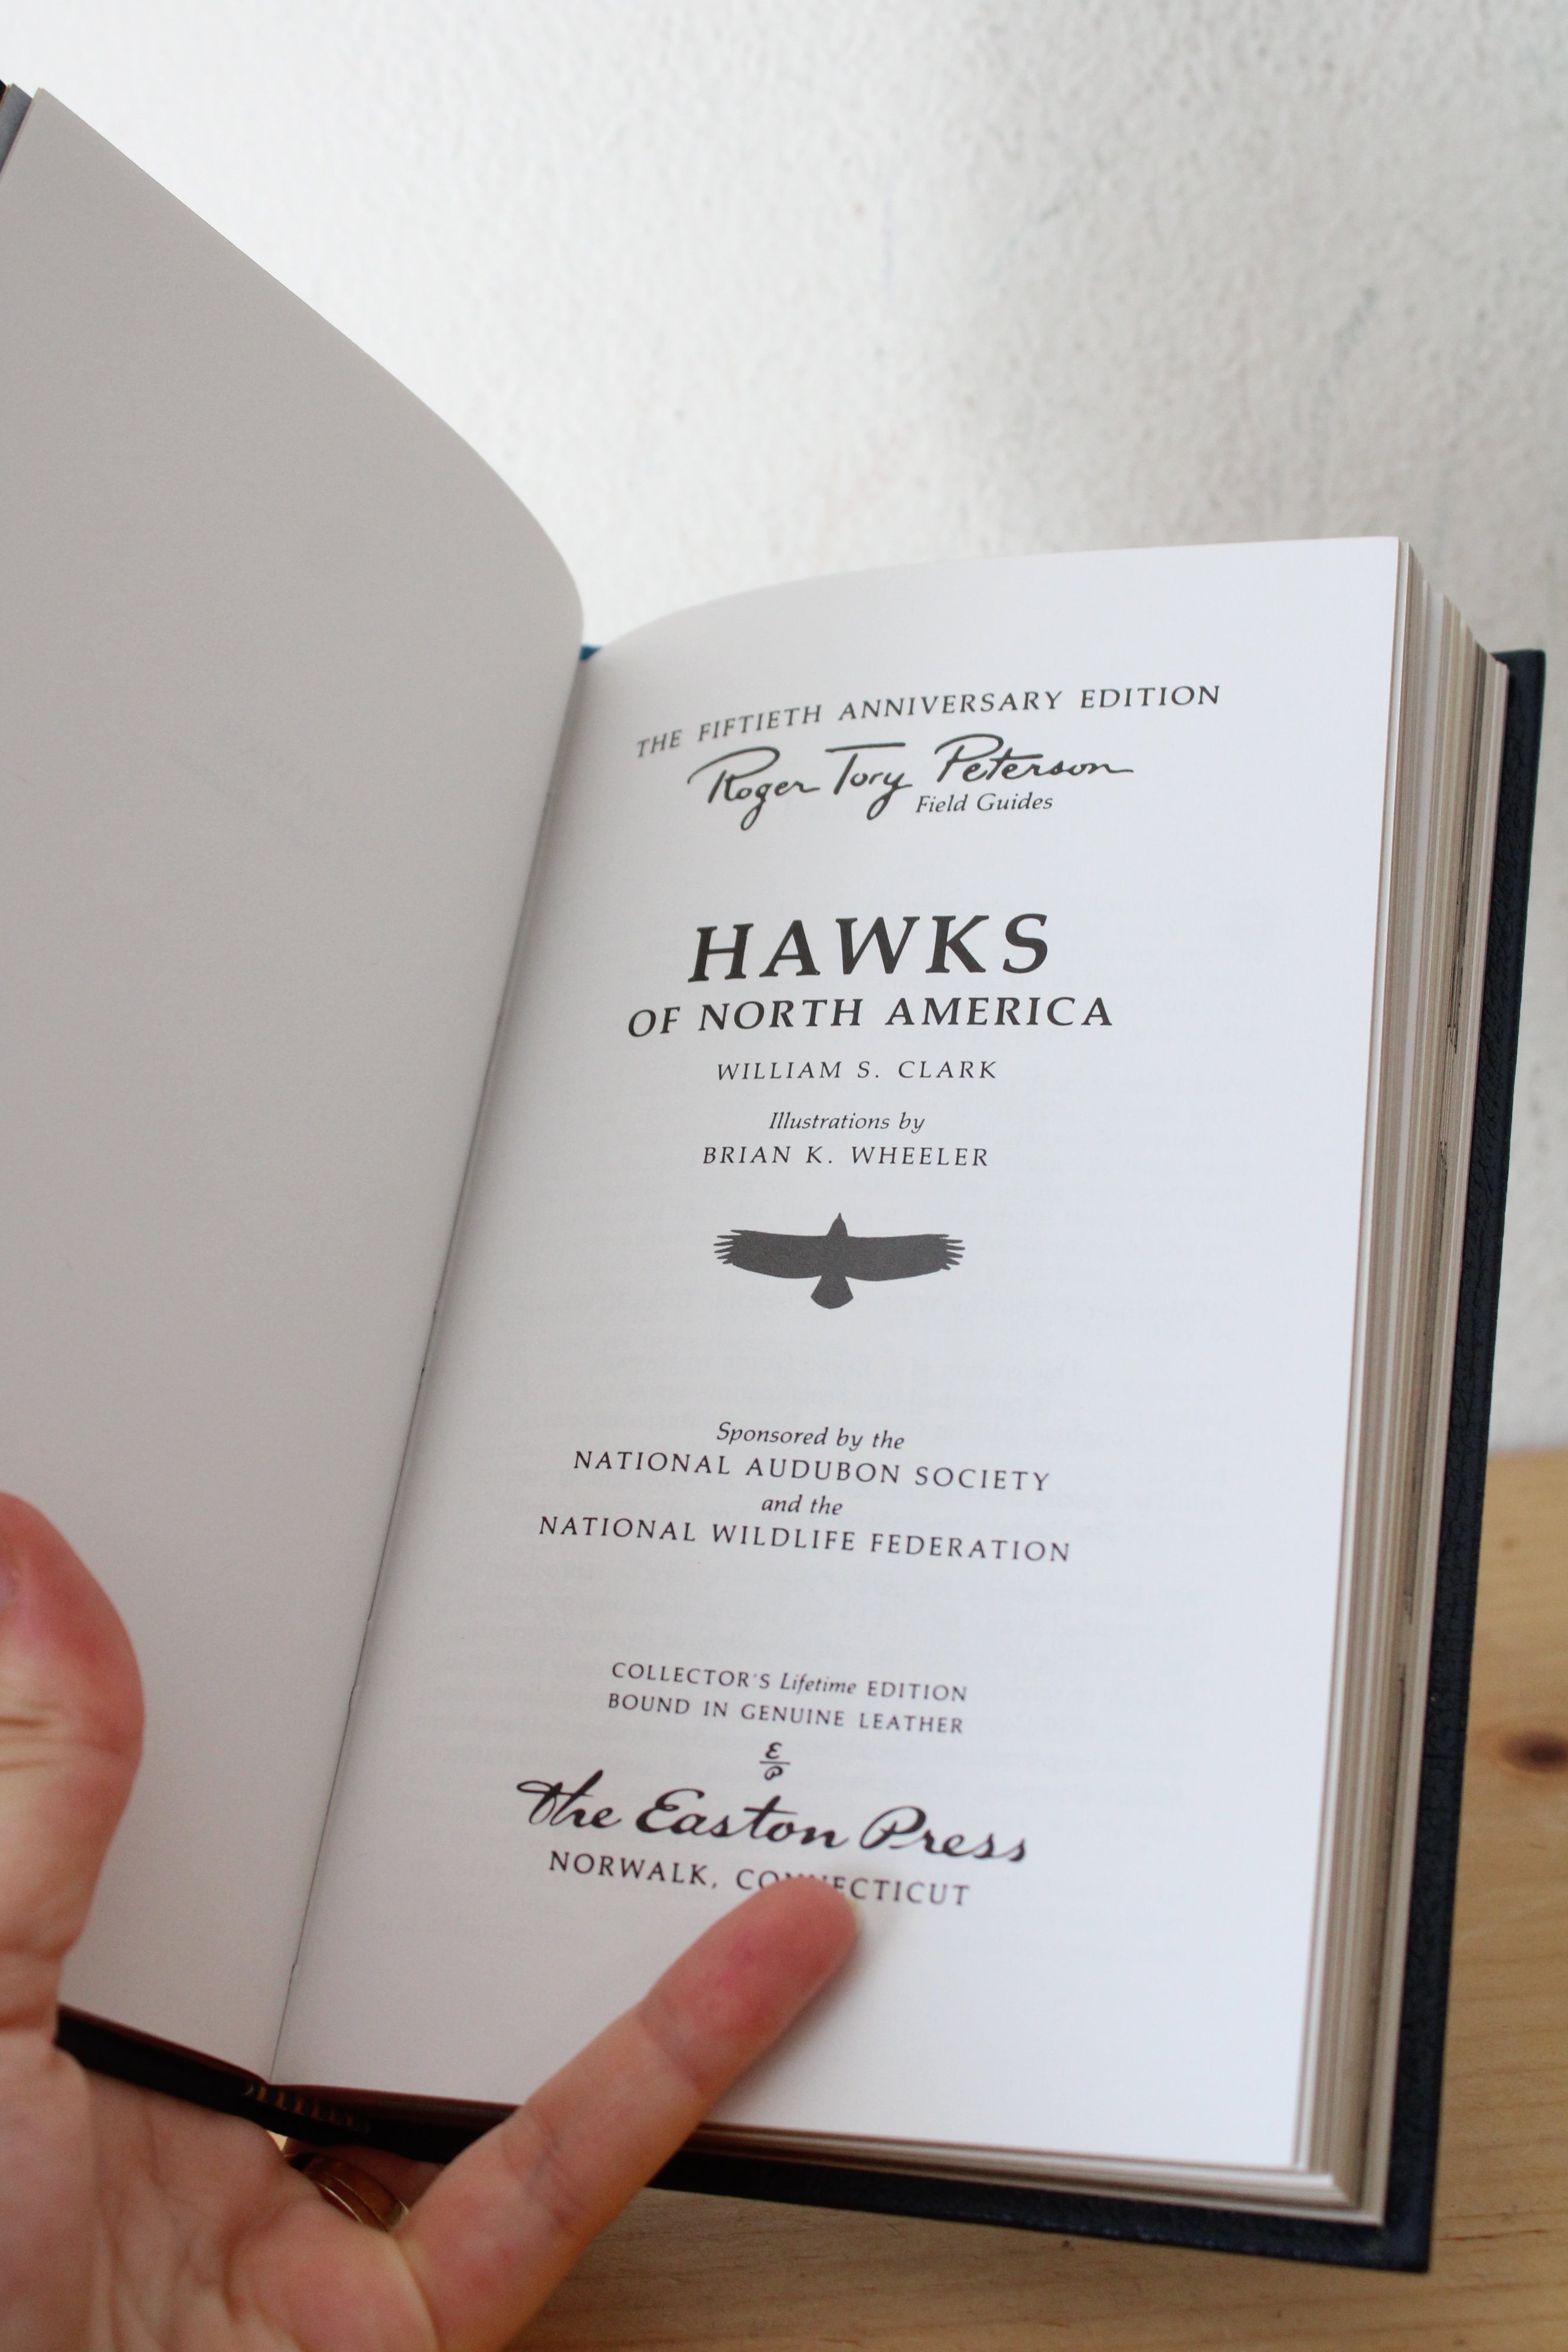 THE FIFTIETH ANNIVERSARY EDITION
Roger Tory Peterson
Field Guides
HAWKS
OF NORTH AMERICA
WILLIAM S. CLARK
Illustrations by
BRIAN K. WHEELER
Sponsored by the
NATIONAL AUDUBON SOCIETY
and the
NATIONAL WILDLIFE FEDERATION
COLLECTOR'S Lifetime EDITION
BOUND IN GENUINE LEATHER
E
P
The Easton Press
NORWALK, CONNECTICUT